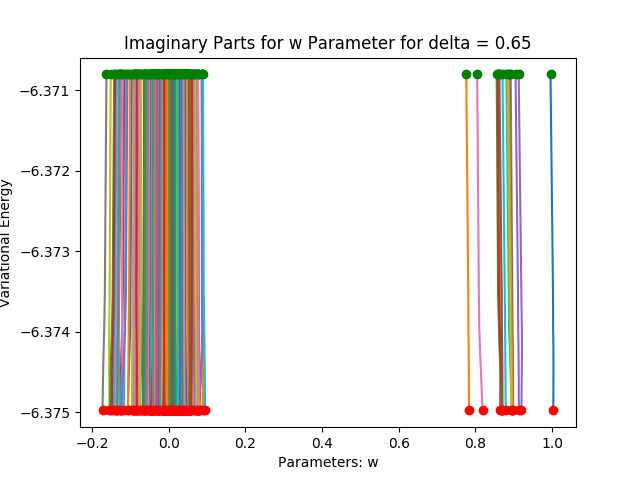 Imaginary Parts for w Parameter for delta = 0.65
−6.371
−6.372
−6.373
−6.374
−6.375
Variational Energy
−0.2 0.0 0.2 0.4 0.6 0.8 1.0
Parameters: w